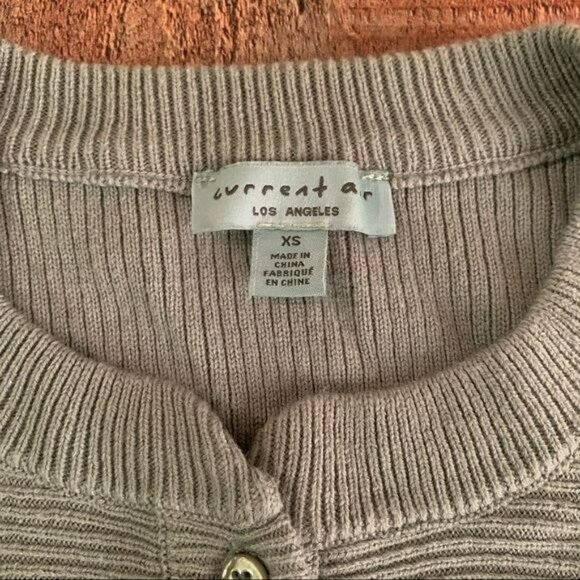 current air
LOS ANGELES
XS
MADE IN
CHINA
FABRIQUÉ
EN CHINE